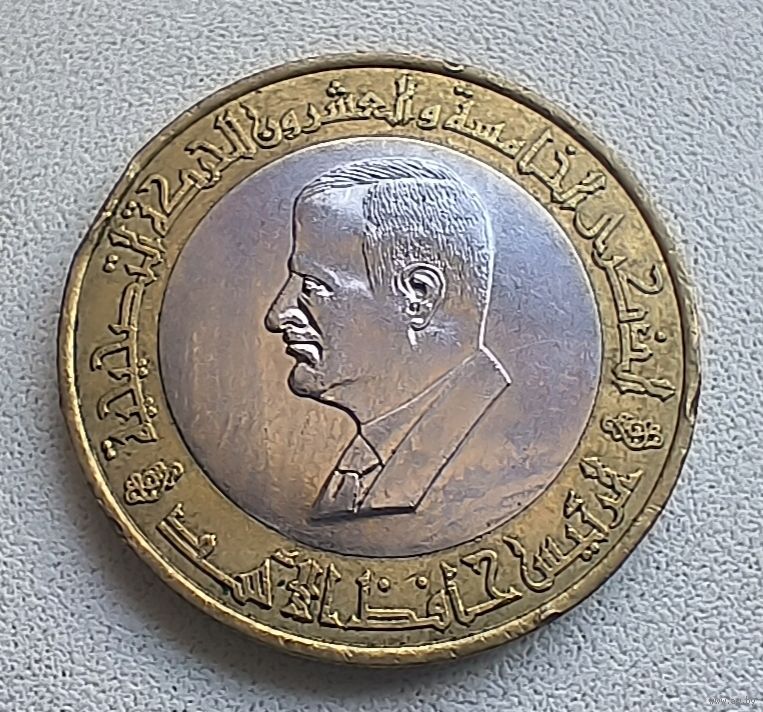 الذكرى الخامسة والعشرون للحركة التصحيحية
الرئيس حافظ الأسد